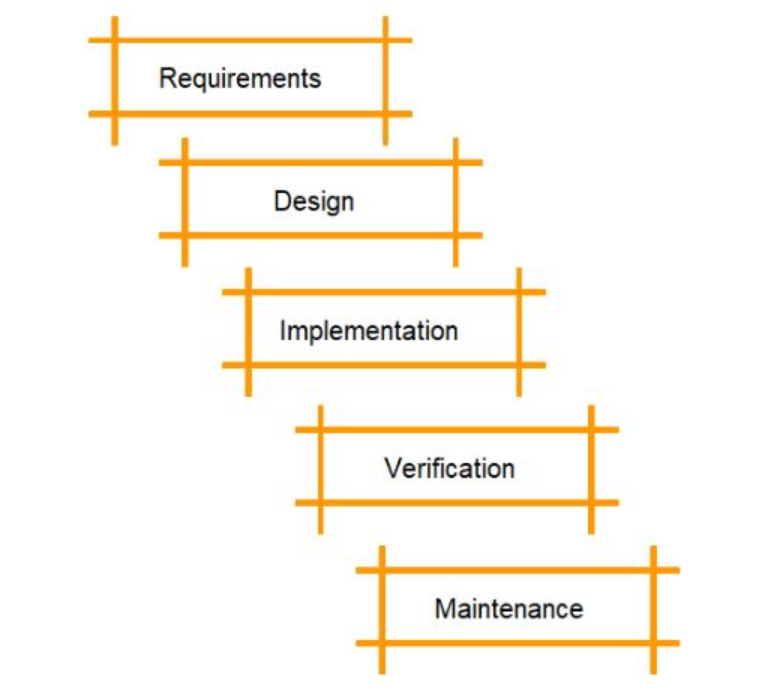 Requirements
Design
Implementation
Verification
Maintenance